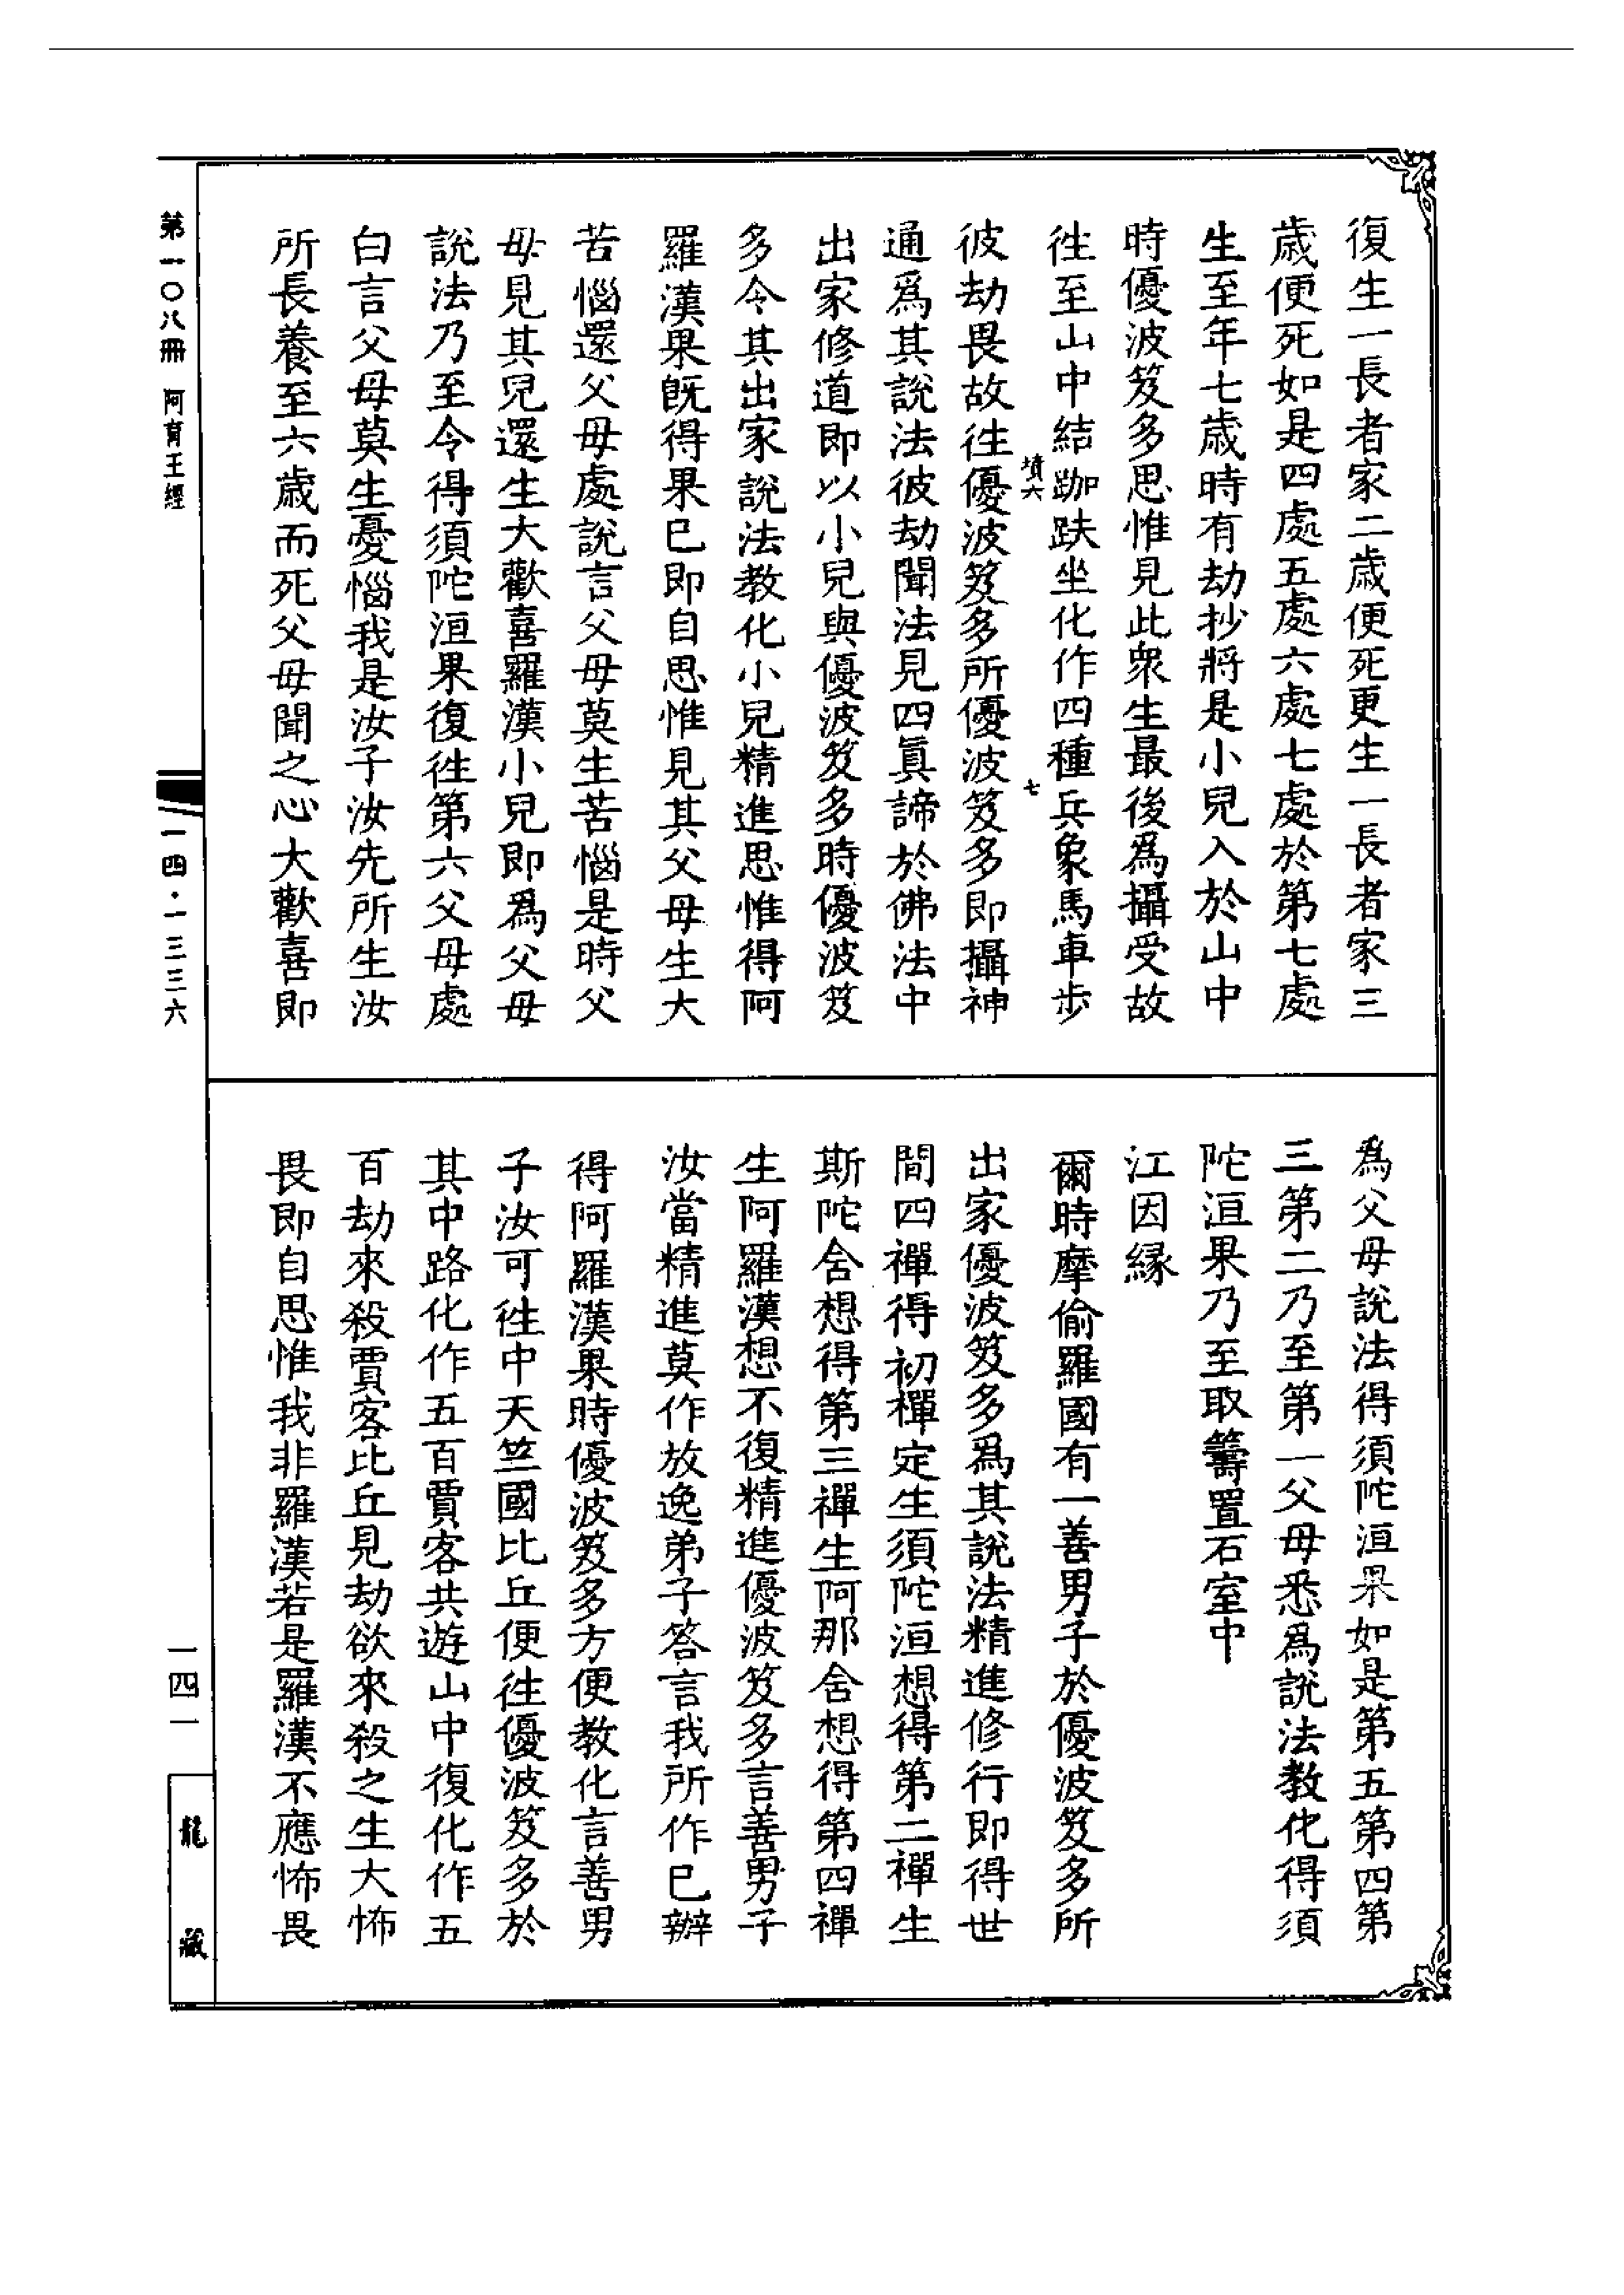 復生一長者家二歳便死更生一長者家三
歳便死如是四處五處六處七處於第七處
生至年七歳時有劫抄將是小兒入於山中
時優波笈多思惟見此衆生最後爲攝受故
徃至山中結跏趺坐化作四種兵象馬車步
墳六
七
彼劫畏故徃優波笈多所優波笈多即攝神
通爲其說法彼劫聞法見四眞諦於佛法中
出家修道即以小兒與優波笈多時優波笈
多令其出家說法教化小兒精進思惟得阿
羅漢果既得果已即自思惟見其父母生大
苦惱還父母處說言父母莫生苦惱是時父
母見其兒還生大歡喜羅漢小兒即爲父母
說法乃至令得須陀洹果復徃第六父母處
白言父母莫生憂惱我是汝子汝先所生汝
所長養至六歳而死父母聞之心大歡喜即
爲父母說法得須陀洹果如是第五第四第
三第二乃至第一父母悉爲說法教化得須
陀洹果乃至取籌置石室中
江因縁
爾時摩偷羅國有一善男子於優波笈多所
出家優波笈多爲其說法精進修行即得世
間四禪得初禪定生須陀洹想得第二禪生
斯陀含想得第三禪生阿那含想得第四禪
生阿羅漢想不復精進優波笈多言善男子
汝當精進莫作放逸弟子答言我所作已辦
得阿羅漢果時優波笈多方便教化言善男
子汝可徃中天竺國比丘便徃優波笈多於
其中路化作五百賈客共遊山中復化作五
百劫來殺賈客比丘見劫欲來殺之生大怖
畏即自思惟我非羅漢若是羅漢不應怖畏
第一〇八冊 阿育王經
一四·一三三六
一四一
龍藏